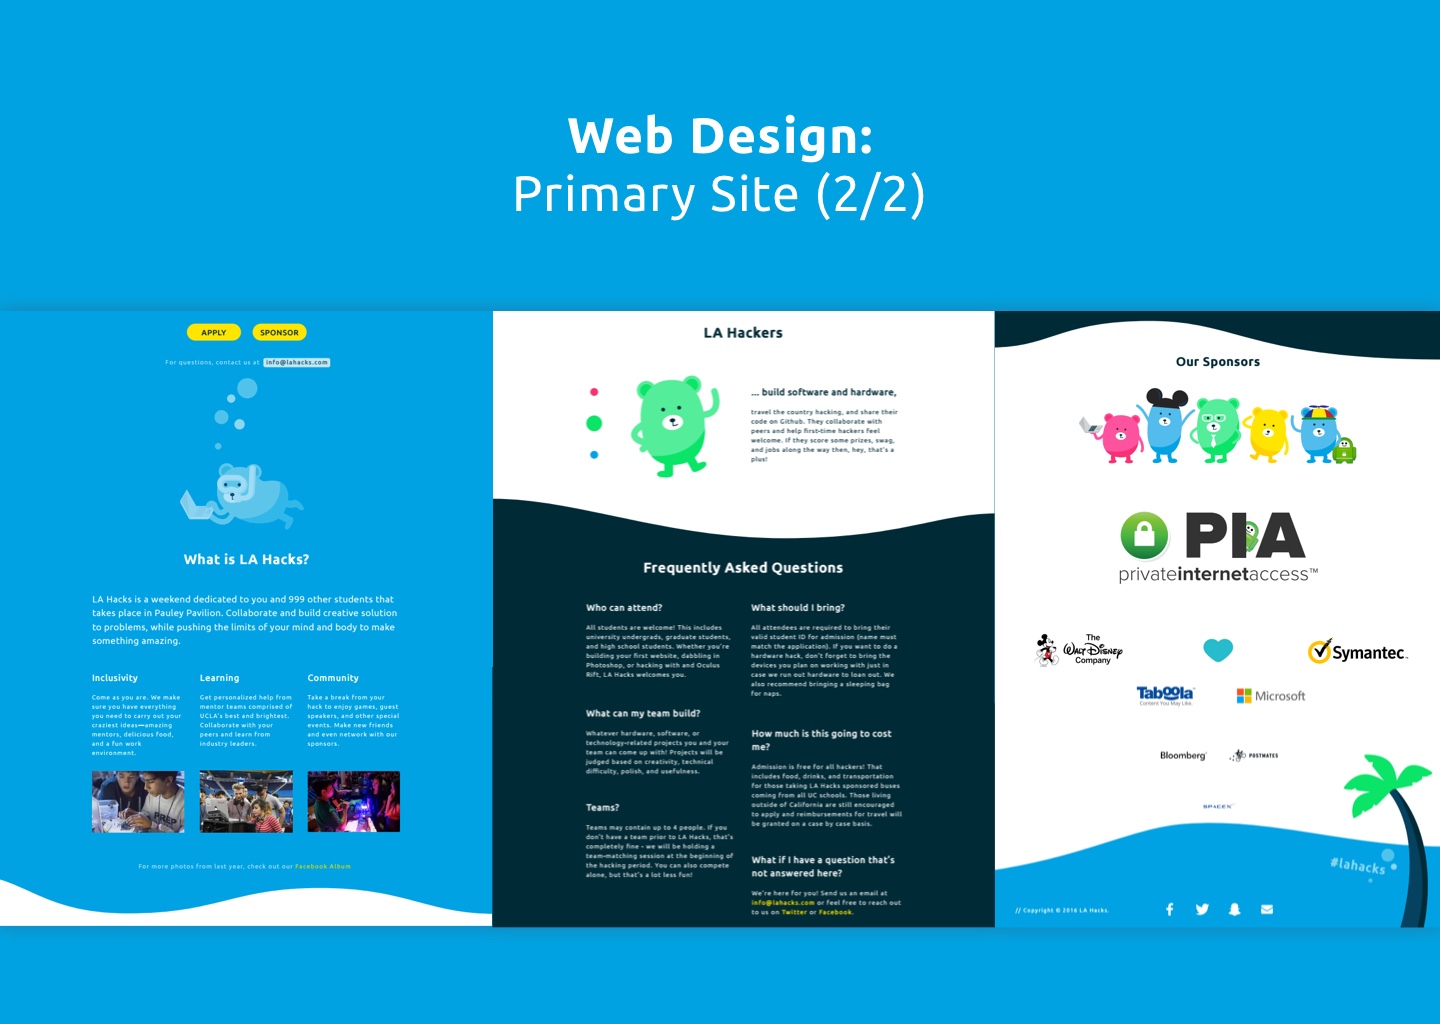 Web Design:
Primary Site (2/2)
APPLY
SPONSOR
For questions, contact us at info@lahacks.com
What is LA Hacks?
LA Hacks is a weekend dedicated to you and 999 other students that
takes place in Pauley Pavilion. Collaborate and build creative solution
to problems, while pushing the limits of your mind and body to make
something amazing.
Inclusivity
Come as you are. We make
sure you have everything
you need to carry out your
craziest ideas—amazing
mentors, delicious food,
and a fun work
environment.
Learning
Get personalized help from
mentor teams comprised of
UCLA's best and brightest.
Collaborate with your
peers and learn from
industry leaders.
Community
Take a break from your
hack to enjoy games, guest
speakers, and other special
events. Make new friends
and even network with our
sponsors.
For more photos from last year, check out our Facebook Album
LA Hackers
... build software and hardware,
travel the country hacking, and share their
code on Github. They collaborate with
peers and help first-time hackers feel
welcome. If they score some prizes, swag,
and jobs along the way then, hey, that's a
plus!
Frequently Asked Questions
Who can attend?
All students are welcome! This includes
university undergrads, graduate students,
and high school students. Whether you're
building your first website, dabbling in
Photoshop, or hacking with and Oculus
Rift, LA Hacks welcomes you.
What can my team build?
Whatever hardware, software, or
technology-related projects you and your
team can come up with! Projects will be
judged based on creativity, technical
difficulty, polish, and usefulness.
Teams?
Teams may contain up to 4 people. If you
don't have a team prior to LA Hacks, that's
completely fine - we will be holding a
team-matching session at the beginning of
the hacking period. You can also compete
alone, but that's a lot less fun!
What should I bring?
All attendees are required to bring their
valid student ID for admission (name must
match the application). If you want to do a
hardware hack, don't forget to bring the
devices you plan on working with just in
case we run out hardware to loan out. We
also recommend bringing a sleeping bag
for naps.
How much is this going to cost
me?
Admission is free for all hackers! That
includes food, drinks, and transportation
for those taking LA Hacks sponsored buses
coming from all UC schools. Those living
outside of California are still encouraged
to apply and reimbursements for travel will
be granted on a case by case basis.
What if I have a question that's
not answered here?
We're here for you! Send us an email at
info@lahacks.com or feel free to reach out
to us on Twitter or Facebook.
Our Sponsors
PIA
privateinternetaccess™
The
Walt Disney
Company
Symantec™
Taboola
Content You May Like.
Microsoft
Bloomberg
POSTMATES
SPACEX
#lahacks
// Copyright © 2016 LA Hacks.